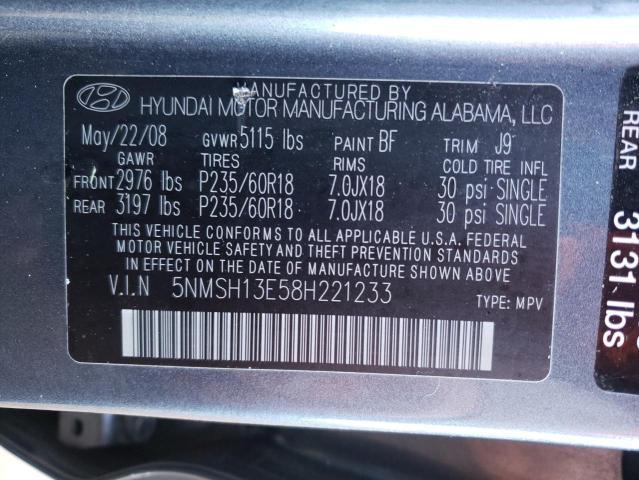 MANUFACTURED BY
HYUNDAI MOTOR MANUFACTURING ALABAMA, LLC
May/22/08 GVWR 5115 lbs PAINT BF TRIM J9
GAWR TIRES RIMS COLD TIRE INFL
FRONT 2976 lbs P235/60R18 7.0JX18 30 psi SINGLE
REAR 3197 lbs P235/60R18 7.0JX18 30 psi SINGLE
THIS VEHICLE CONFORMS TO ALL APPLICABLE U.S.A. FEDERAL
MOTOR VEHICLE SAFETY AND THEFT PREVENTION STANDARDS
IN EFFECT ON THE DATE OF MANUFACTURE SHOWN ABOVE.
V.I.N 5NMSH13E58H221233 TYPE: MPV
REAR
3131 lbs